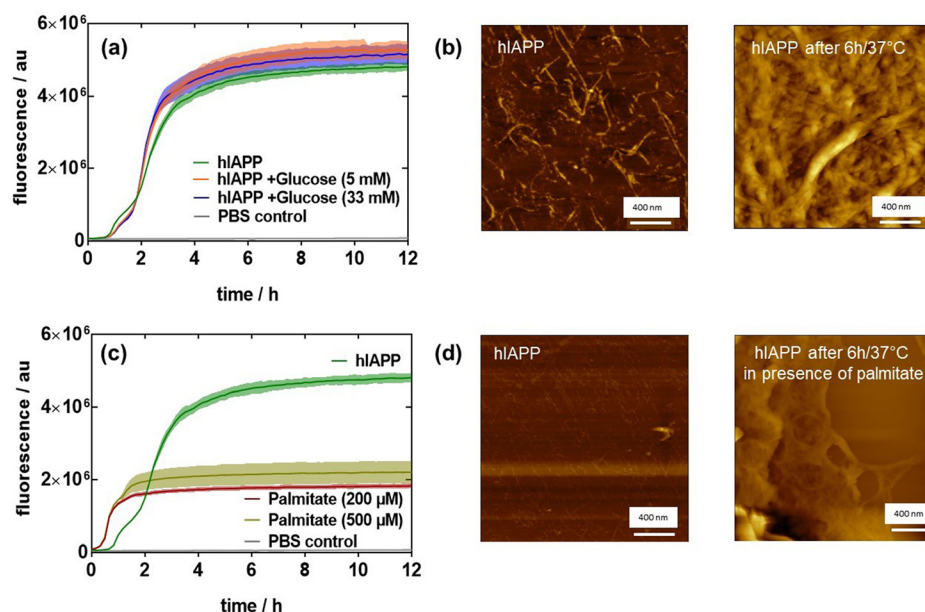 (a)
6×10⁶
4×10⁶
2×10⁶
0
fluorescence / au
hIAPP
hIAPP +Glucose (5 mM)
hIAPP +Glucose (33 mM)
PBS control
0 2 4 6 8 10 12
time / h
(b)
hIAPP
400 nm
hIAPP after 6h/37°C
400 nm
(c)
6×10⁶
4×10⁶
2×10⁶
0
fluorescence / au
hIAPP
Palmitate (200 µM)
Palmitate (500 µM)
PBS control
0 2 4 6 8 10 12
time / h
(d)
hIAPP
400 nm
hIAPP after 6h/37°C
in presence of palmitate
400 nm